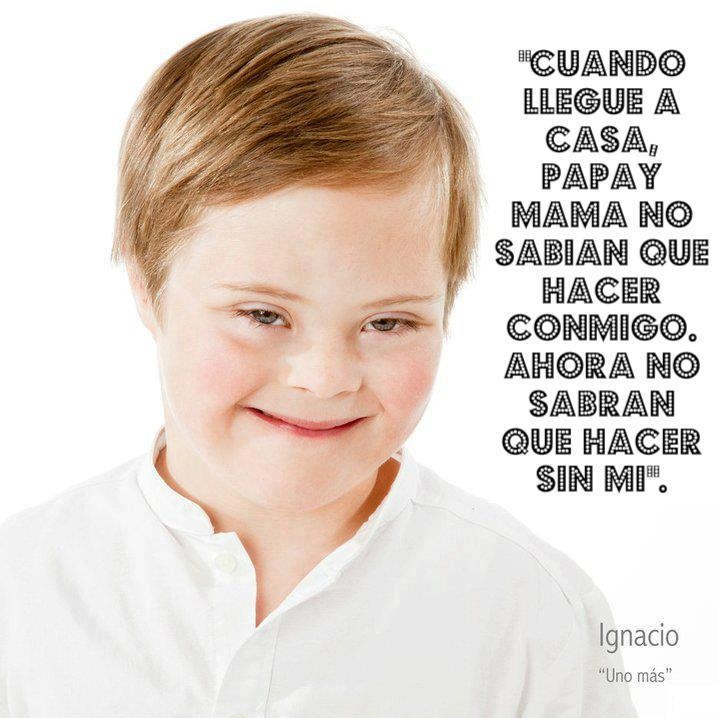 "CUANDO
LLEGUE A
CASA,
PAPA Y
MAMA NO
SABIAN QUE
HACER
CONMIGO.
AHORA NO
SABRAN
QUE HACER
SIN MI".
Ignacio
“Uno más”